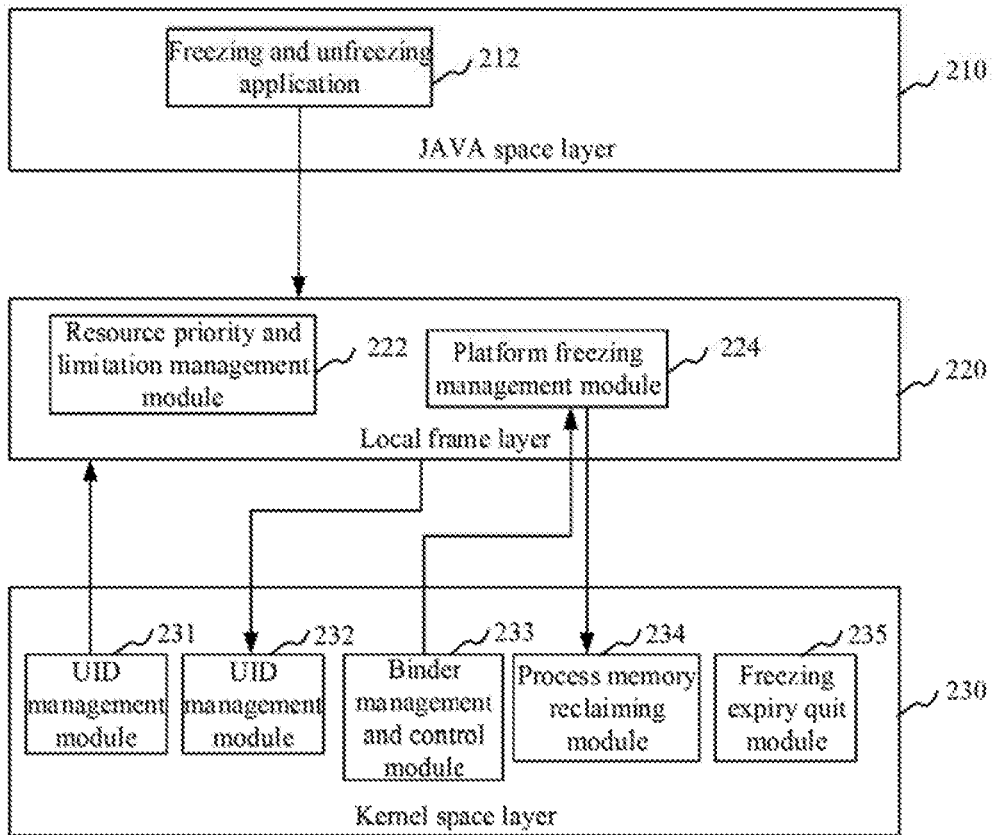 Freezing and unfreezing
application
212
210
JAVA space layer
Resource priority and
limitation management
module
222
Platform freezing
management module
224
220
Local frame layer
231
232
233
234
235
UID
management
module
UID
management
module
Binder
management
and control
module
Process memory
reclaiming
module
Freezing
expiry quit
module
230
Kernel space layer